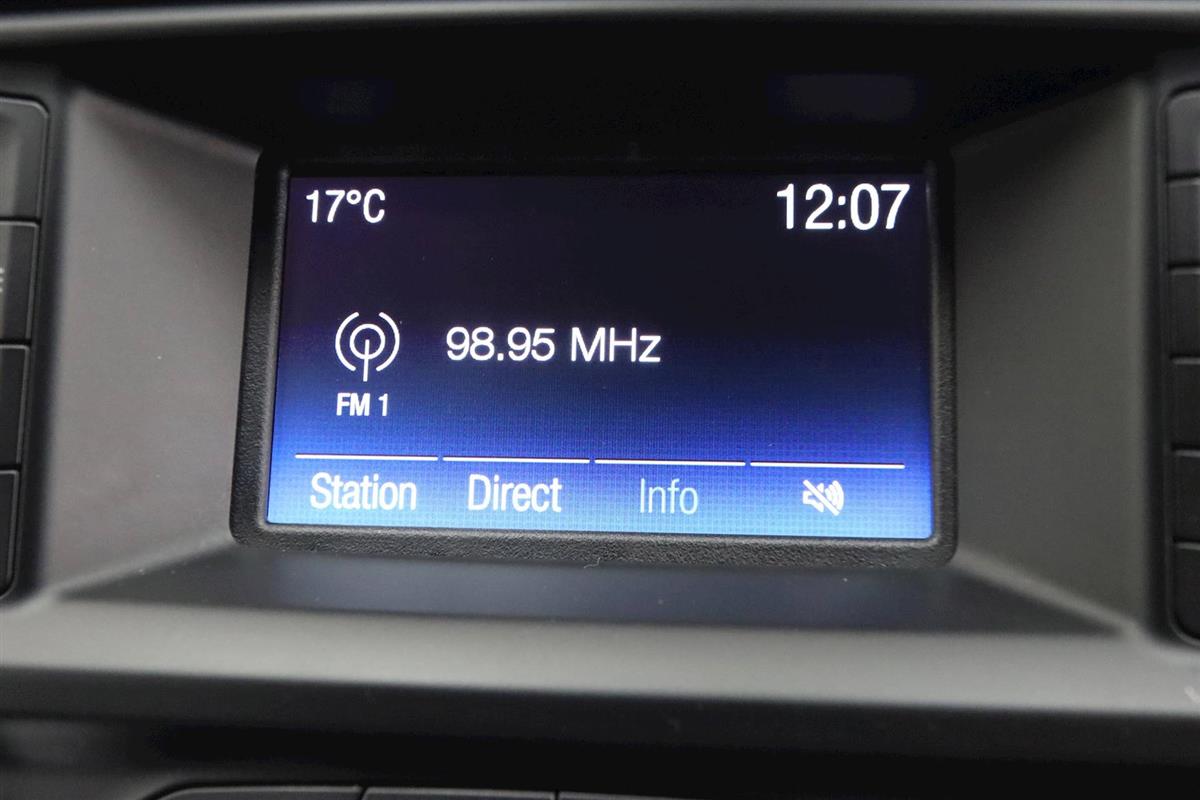 17°C 12:07
98.95 MHz
FM 1
Station Direct Info